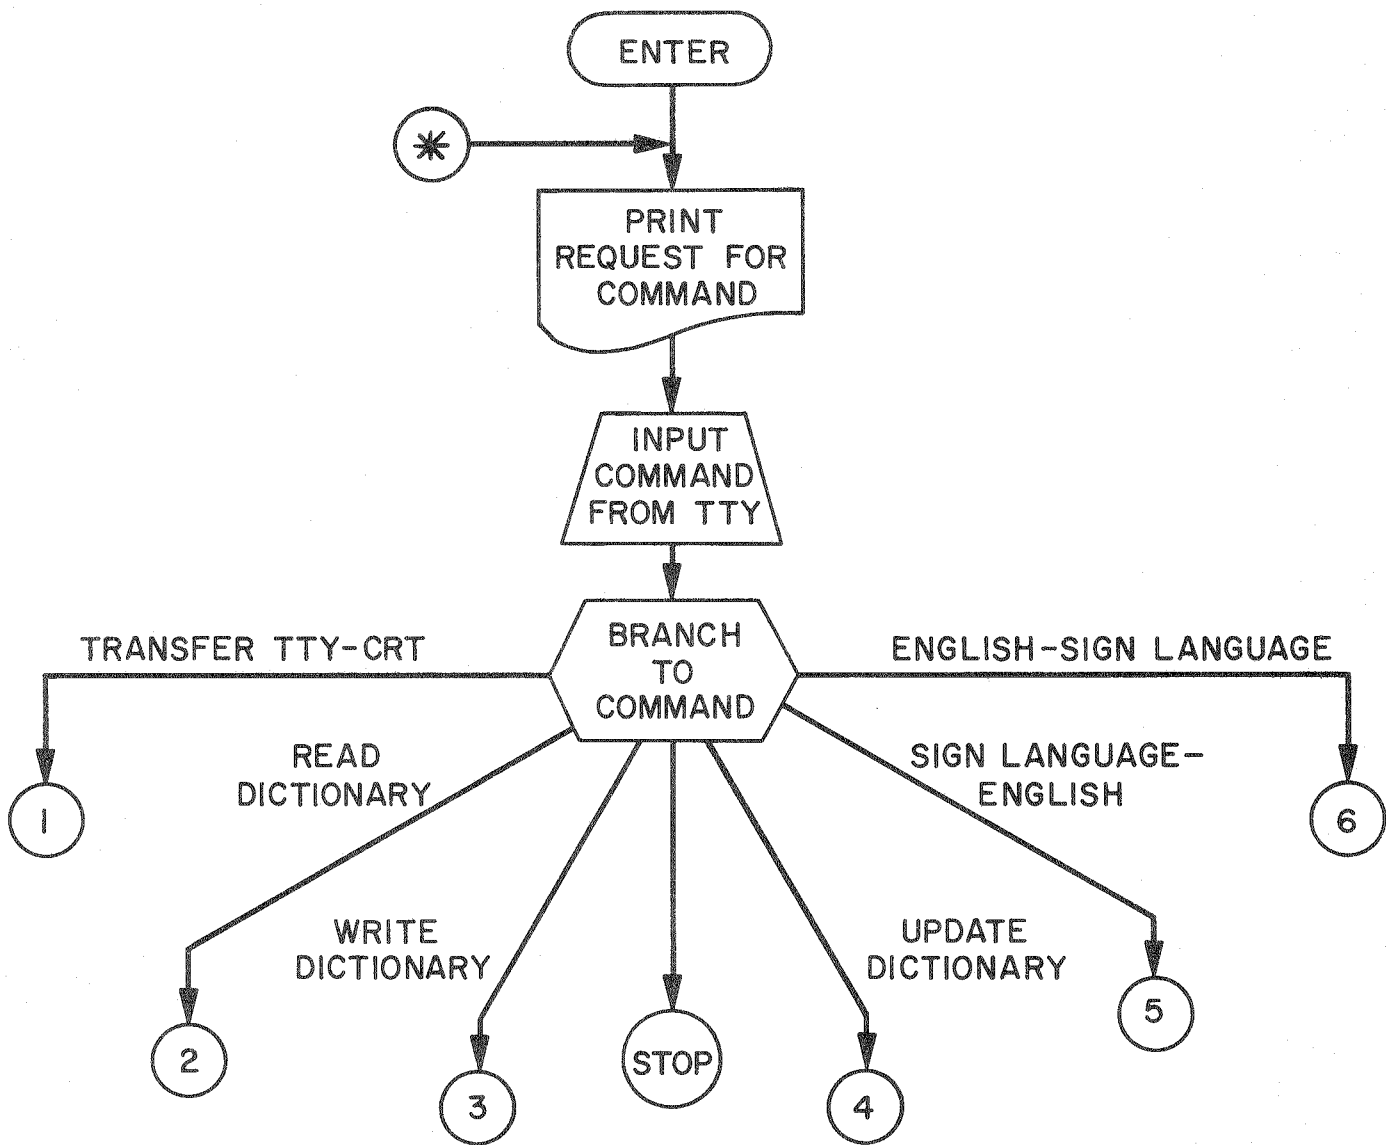 ENTER
*
PRINT
REQUEST FOR
COMMAND
INPUT
COMMAND
FROM TTY
BRANCH
TO
COMMAND
TRANSFER TTY-CRT
ENGLISH-SIGN LANGUAGE
READ
DICTIONARY
SIGN LANGUAGE-
ENGLISH
1
6
WRITE
DICTIONARY
UPDATE
DICTIONARY
2
3
STOP
4
5